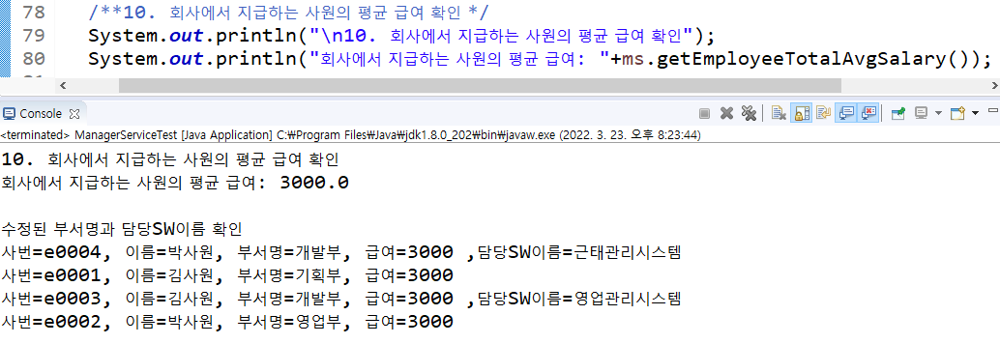 78 /**10. 회사에서 지급하는 사원의 평균 급여 확인 */
79 System.out.println("\n10. 회사에서 지급하는 사원의 평균 급여 확인");
80 System.out.println("회사에서 지급하는 사원의 평균 급여: "+ms.getEmployeeTotalAvgSalary());
Console
<terminated> ManagerServiceTest [Java Application] C:₩Program Files₩Java₩jdk1.8.0_202₩bin₩javaw.exe (2022. 3. 23. 오후 8:23:44)
10. 회사에서 지급하는 사원의 평균 급여 확인
회사에서 지급하는 사원의 평균 급여: 3000.0
수정된 부서명과 담당SW이름 확인
사번=e0004, 이름=박사원, 부서명=개발부, 급여=3000 ,담당SW이름=근태관리시스템
사번=e0001, 이름=김사원, 부서명=기획부, 급여=3000
사번=e0003, 이름=김사원, 부서명=개발부, 급여=3000 ,담당SW이름=영업관리시스템
사번=e0002, 이름=박사원, 부서명=영업부, 급여=3000